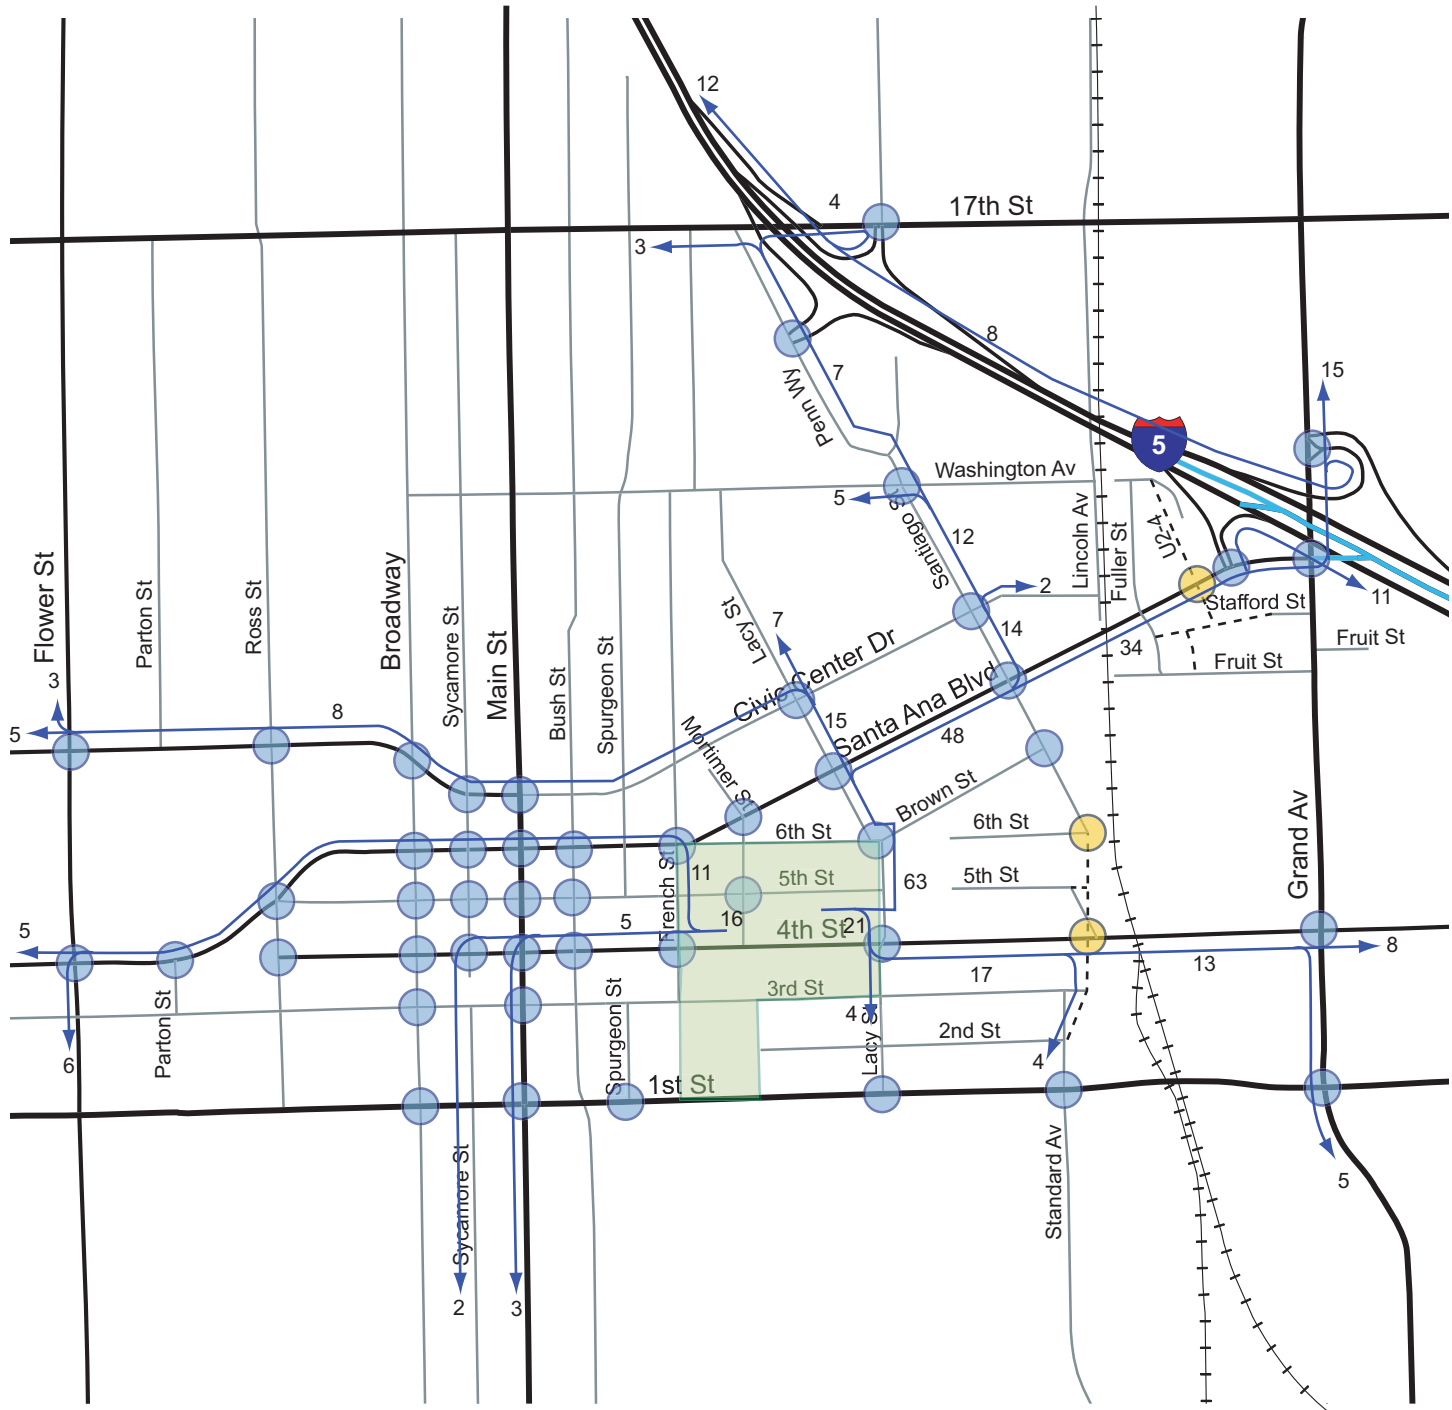 12
4
17th St
3
8
15
7
Penn Wy
5
Washington Av
5
Santiago S
12
Lincoln Av
Fuller St
U2-4
Flower St
Parton St
Ross St
Broadway
Sycamore St
Main St
Bush St
Spurgeon St
Lacy St
7
2
Stafford St
11
14
34
Fruit St
Fruit St
3
5
8
Civic Center Dr
15
Santa Ana Blvd
48
Mortimer St
Brown St
6th St
6th St
Grand Av
French St
11
5th St
63
5th St
5
16
4th St
21
5
8
17
13
3rd St
4
Lacy S
2nd St
4
6
Parton St
Spurgeon St
1st St
Sycamore St
Standard Av
5
2
3